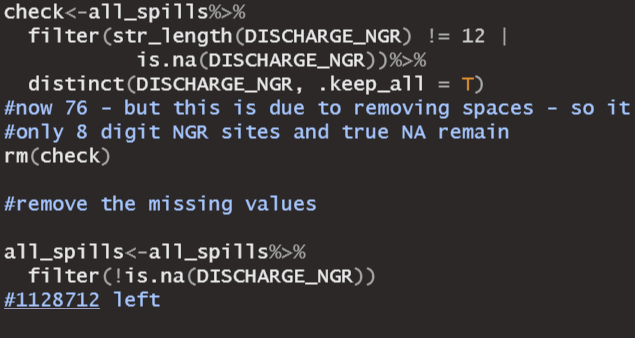 check<-all_spills%>%
filter(str_length(DISCHARGE_NGR) != 12 |
is.na(DISCHARGE_NGR))%>%
distinct(DISCHARGE_NGR, .keep_all = T)
#now 76 – but this is due to removing spaces – so it
#only 8 digit NGR sites and true NA remain
rm(check)
#remove the missing values
all_spills<-all_spills%>%
filter(!is.na(DISCHARGE_NGR))
#1128712 left